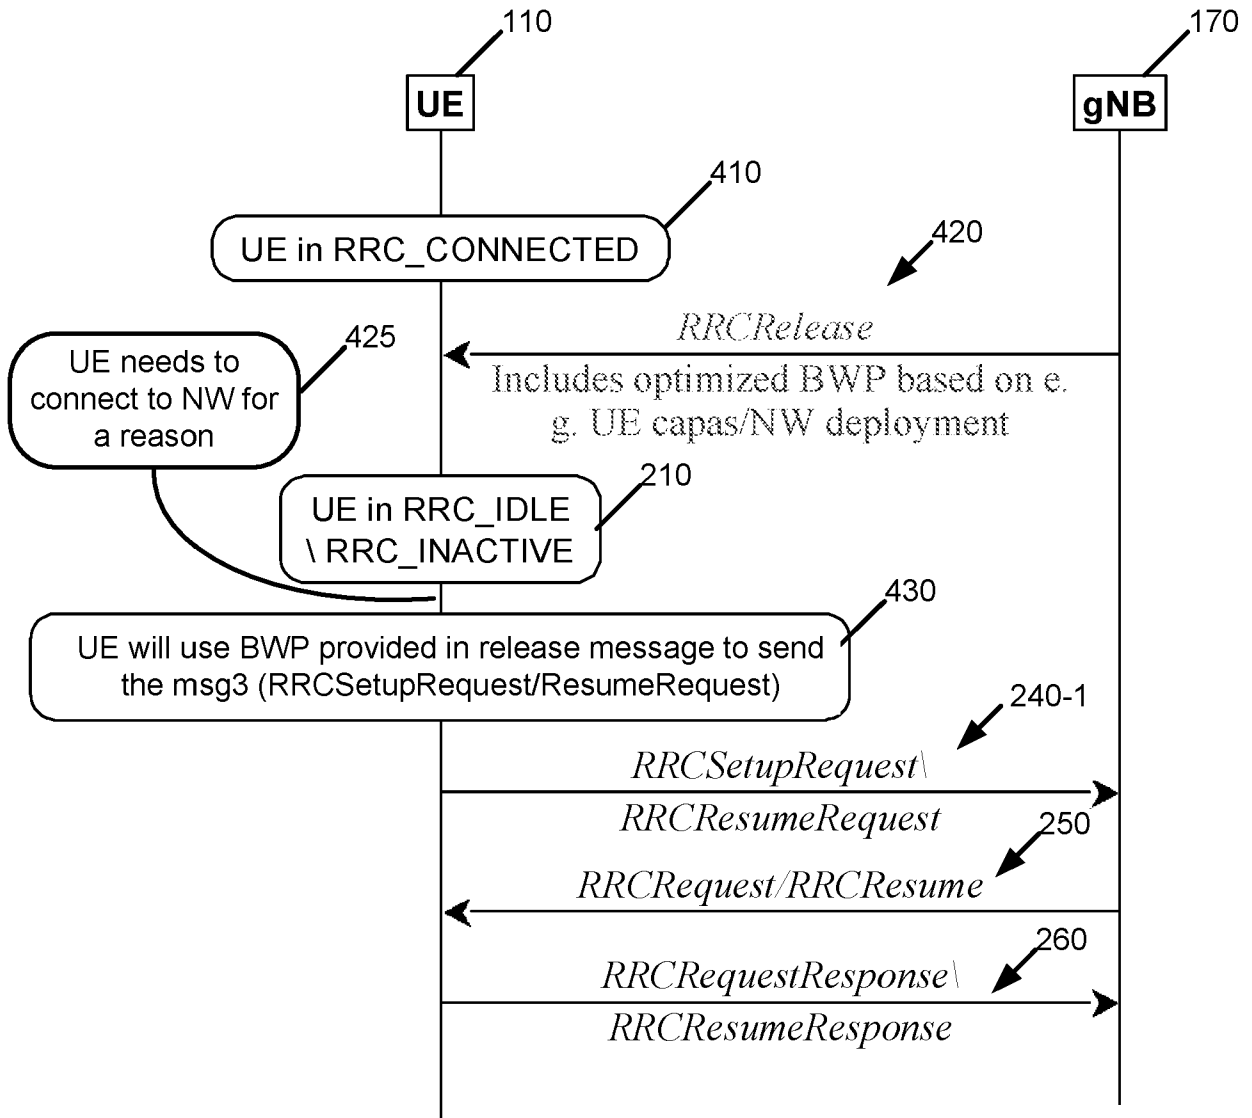 110
170
UE
gNB
410
UE in RRC_CONNECTED
420
RRCRelease
425
UE needs to
connect to NW for
a reason
Includes optimized BWP based on e.
g. UE capas/NW deployment
210
UE in RRC_IDLE
\ RRC_INACTIVE
430
UE will use BWP provided in release message to send
the msg3 (RRCSetupRequest/ResumeRequest)
240-1
RRCSetupRequest\
RRCResumeRequest
250
RRCRequest/RRCResume
260
RRCRequestResponse\
RRCResumeResponse